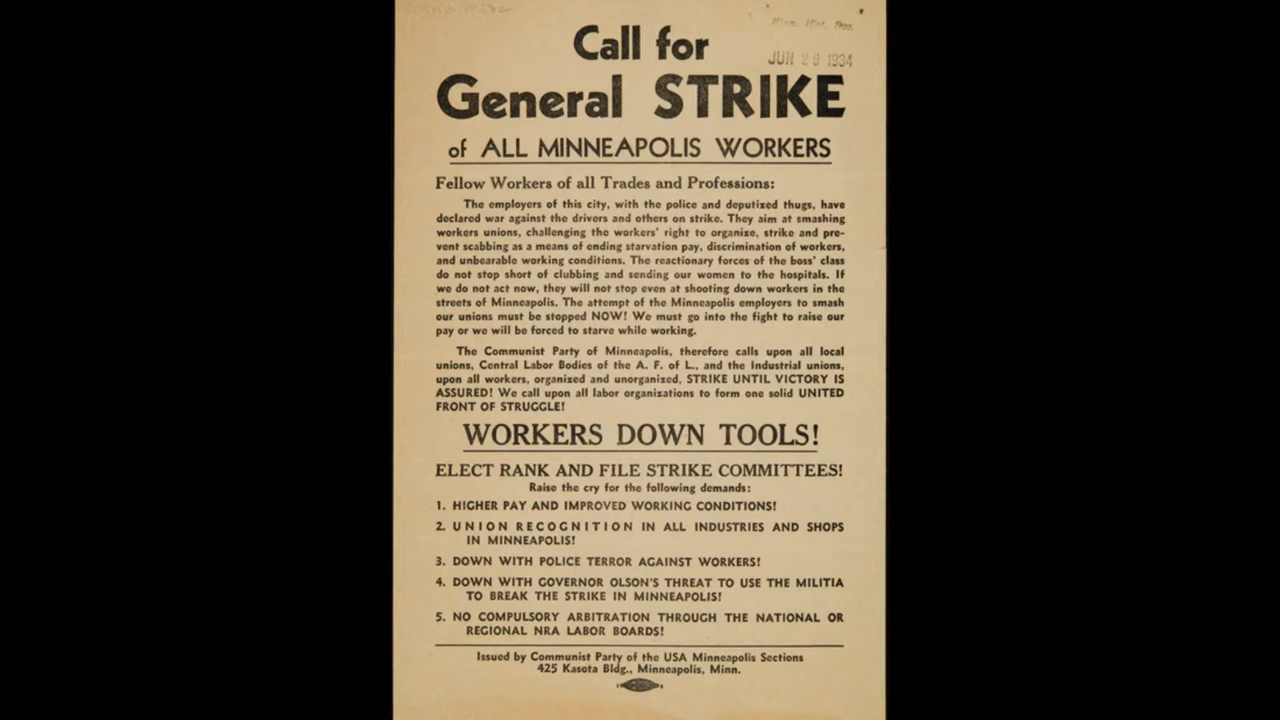 Minn. Hist. Soc.
JUN 29 1934
Call for
General STRIKE
of ALL MINNEAPOLIS WORKERS
Fellow Workers of all Trades and Professions:
The employers of this city, with the police and deputized thugs, have
declared war against the drivers and others on strike. They aim at smashing
workers unions, challenging the workers' right to organize, strike and pre-
vent scabbing as a means of ending starvation pay, discrimination of workers,
and unbearable working conditions. The reactionary forces of the boss' class
do not stop short of clubbing and sending our women to the hospitals. If
we do not act now, they will not stop even at shooting down workers in the
streets of Minneapolis. The attempt of the Minneapolis employers to smash
our unions must be stopped NOW! We must go into the fight to raise our
pay or we will be forced to starve while working.
The Communist Party of Minneapolis, therefore calls upon all local
unions, Central Labor Bodies of the A. F. of L., and the Industrial unions,
upon all workers, organized and unorganized, STRIKE UNTIL VICTORY IS
ASSURED! We call upon all labor organizations to form one solid UNITED
FRONT OF STRUGGLE!
WORKERS DOWN TOOLS!
ELECT RANK AND FILE STRIKE COMMITTEES!
Raise the cry for the following demands:
1. HIGHER PAY AND IMPROVED WORKING CONDITIONS!
2. UNION RECOGNITION IN ALL INDUSTRIES AND SHOPS
IN MINNEAPOLIS!
3. DOWN WITH POLICE TERROR AGAINST WORKERS!
4. DOWN WITH GOVERNOR OLSON'S THREAT TO USE THE MILITIA
TO BREAK THE STRIKE IN MINNEAPOLIS!
5. NO COMPULSORY ARBITRATION THROUGH THE NATIONAL OR
REGIONAL NRA LABOR BOARDS!
Issued by Communist Party of the USA Minneapolis Sections
425 Kasota Bldg., Minneapolis, Minn.